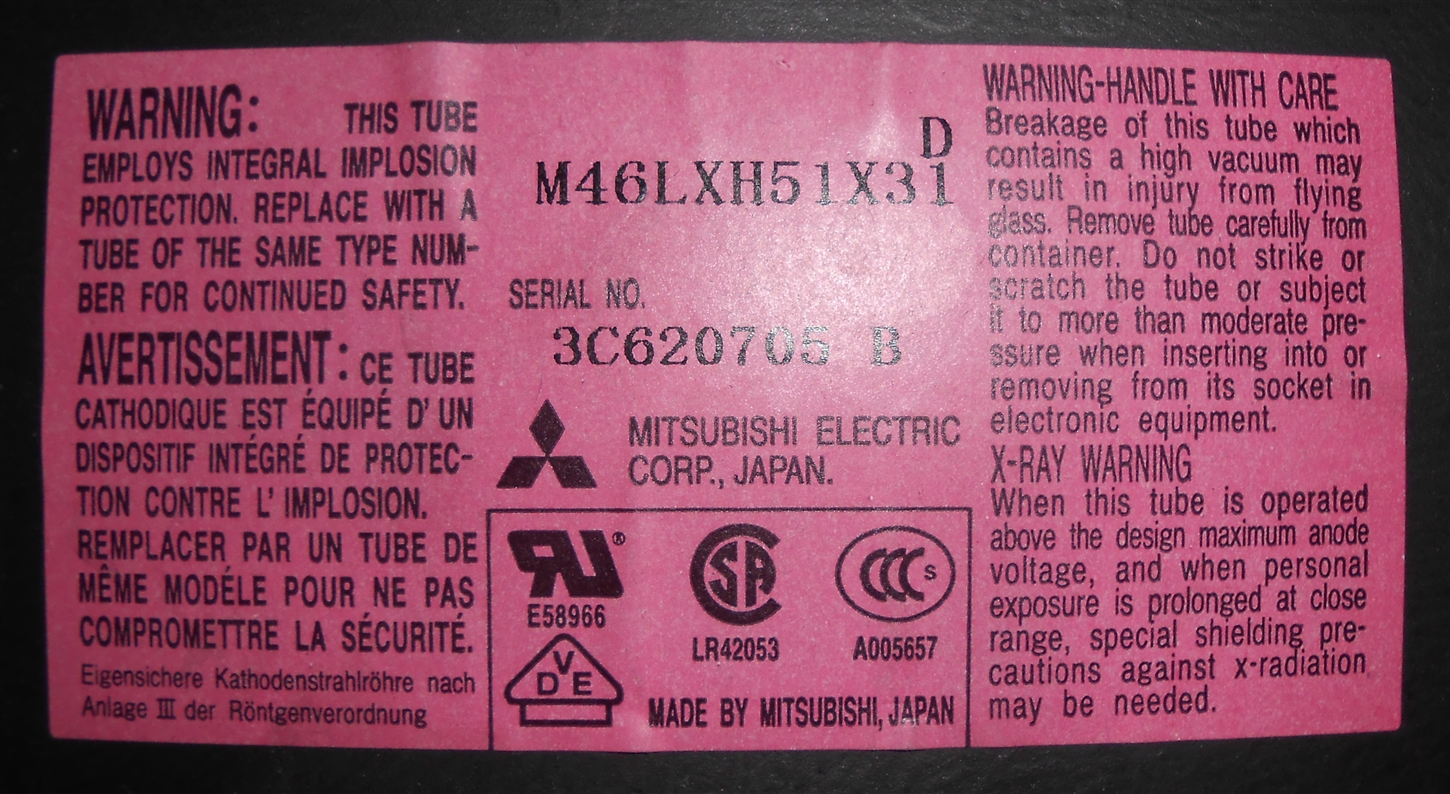 WARNING: THIS TUBE
EMPLOYS INTEGRAL IMPLOSION
PROTECTION. REPLACE WITH A
TUBE OF THE SAME TYPE NUM-
BER FOR CONTINUED SAFETY.
AVERTISSEMENT: CE TUBE
CATHODIQUE EST ÉQUIPÉ D' UN
DISPOSITIF INTÉGRÉ DE PROTEC-
TION CONTRE L' IMPLOSION.
REMPLACER PAR UN TUBE DE
MÊME MODÉLE POUR NE PAS
COMPROMETTRE LA SÉCURITÉ.
Eigensichere Kathodenstrahlröhre nach
Anlage III der Röntgenverordnung
D
M46LXH51X31
SERIAL NO.
3C620705 B
MITSUBISHI ELECTRIC
CORP., JAPAN.
RU®
E58966
VDE
SA
LR42053
CCC S
A005657
MADE BY MITSUBISHI, JAPAN
WARNING-HANDLE WITH CARE
Breakage of this tube which
contains a high vacuum may
result in injury from flying
glass. Remove tube carefully from
container. Do not strike or
scratch the tube or subject
it to more than moderate pre-
ssure when inserting into or
removing from its socket in
electronic equipment.
X-RAY WARNING
When this tube is operated
above the design maximum anode
voltage, and when personal
exposure is prolonged at close
range, special shielding pre-
cautions against x-radiation
may be needed.